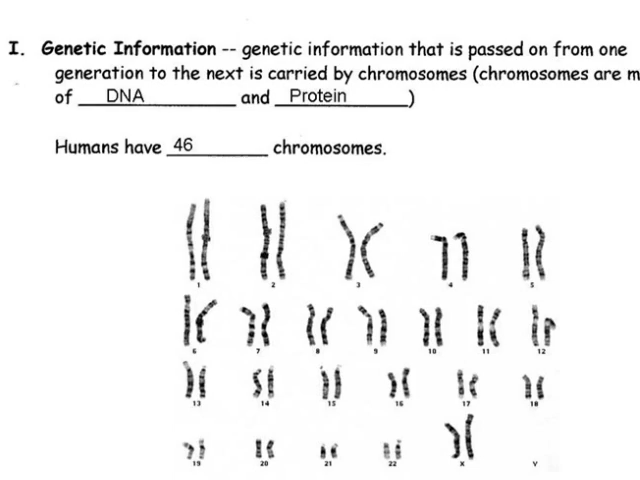 I. Genetic Information -- genetic information that is passed on from one
generation to the next is carried by chromosomes (chromosomes are m
of DNA and Protein )
Humans have 46 chromosomes.
1 2 3 4 5
6 7 8 9 10 11 12
13 14 15 16 17 18
19 20 21 22 X Y